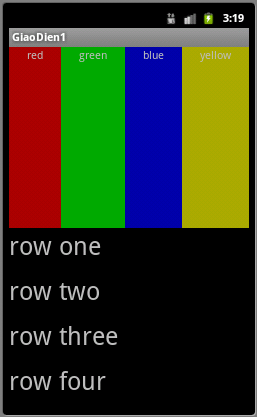 3:19
GiaoDien1
red green blue yellow
row one
row two
row three
row four